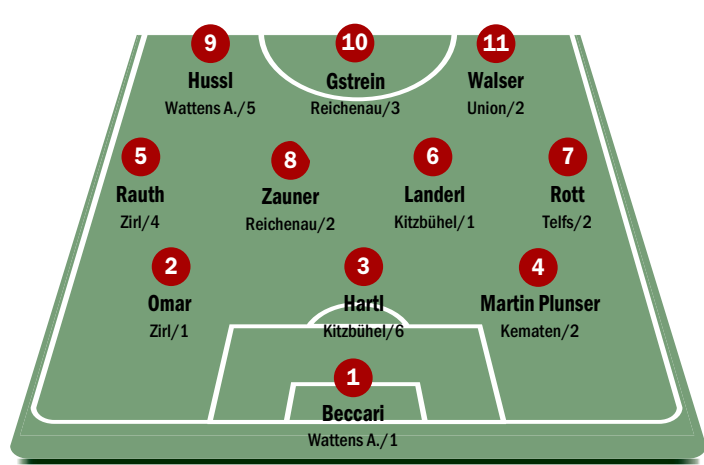 9 10 11
Hussl Gstrein Walser
Wattens A./5 Reichenau/3 Union/2
5 8 6 7
Rauth Zauner Landerl Rott
Zirl/4 Reichenau/2 Kitzbühel/1 Telfs/2
2 3 4
Omar Hartl Martin Plunser
Zirl/1 Kitzbühel/6 Kematen/2
1
Beccari
Wattens A./1